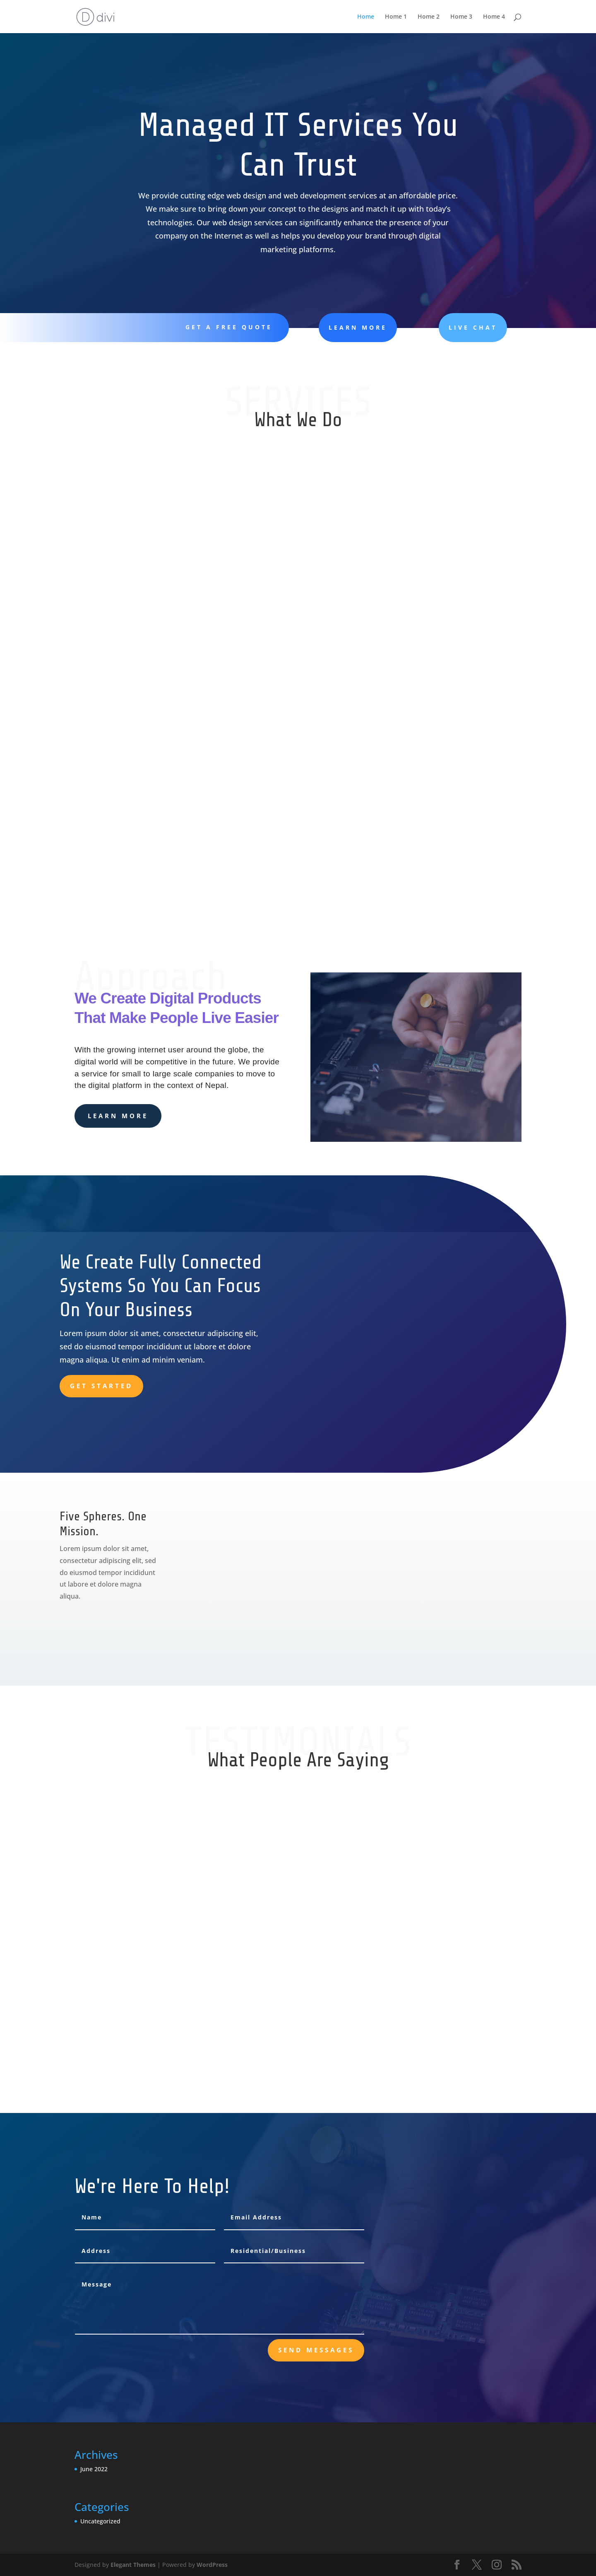 divi
Home
Home 1
Home 2
Home 3
Home 4
Managed IT Services You
Can Trust
We provide cutting edge web design and web development services at an affordable price.
We make sure to bring down your concept to the designs and match it up with today's
technologies. Our web design services can significantly enhance the presence of your
company on the Internet as well as helps you develop your brand through digital
marketing platforms.
GET A FREE QUOTE
LEARN MORE
LIVE CHAT
SERVICES
What We Do
Approach
We Create Digital Products
That Make People Live Easier
With the growing internet user around the globe, the
digital world will be competitive in the future. We provide
a service for small to large scale companies to move to
the digital platform in the context of Nepal.
LEARN MORE
We Create Fully Connected
Systems So You Can Focus
On Your Business
Lorem ipsum dolor sit amet, consectetur adipiscing elit,
sed do eiusmod tempor incididunt ut labore et dolore
magna aliqua. Ut enim ad minim veniam.
GET STARTED
Five Spheres. One
Mission.
Lorem ipsum dolor sit amet,
consectetur adipiscing elit, sed
do eiusmod tempor incididunt
ut labore et dolore magna
aliqua.
TESTIMONIALS
What People Are Saying
We're Here To Help!
Name
Email Address
Address
Residential/Business
Message
SEND MESSAGES
Archives
June 2022
Categories
Uncategorized
Designed by Elegant Themes | Powered by WordPress